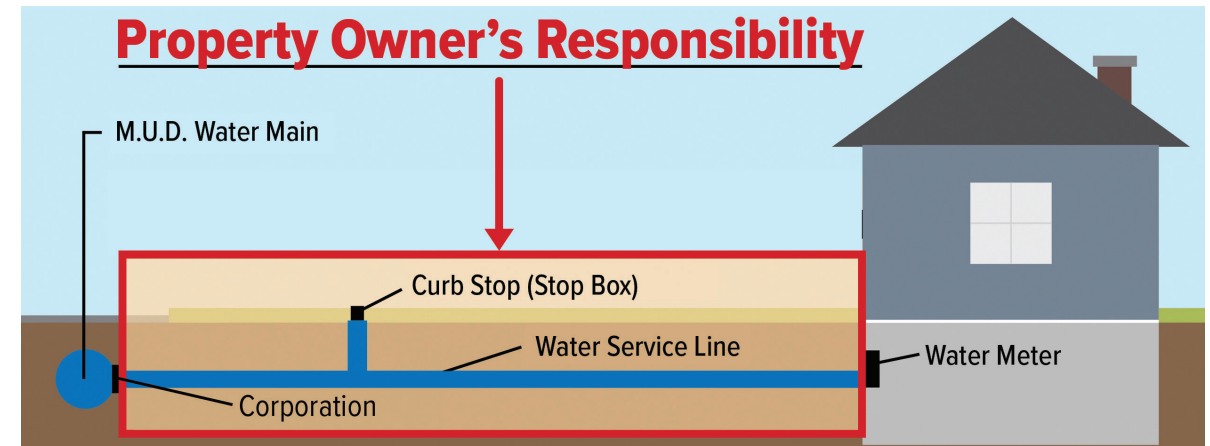 Property Owner’s Responsibility
M.U.D. Water Main
Curb Stop (Stop Box)
Water Service Line
Water Meter
Corporation